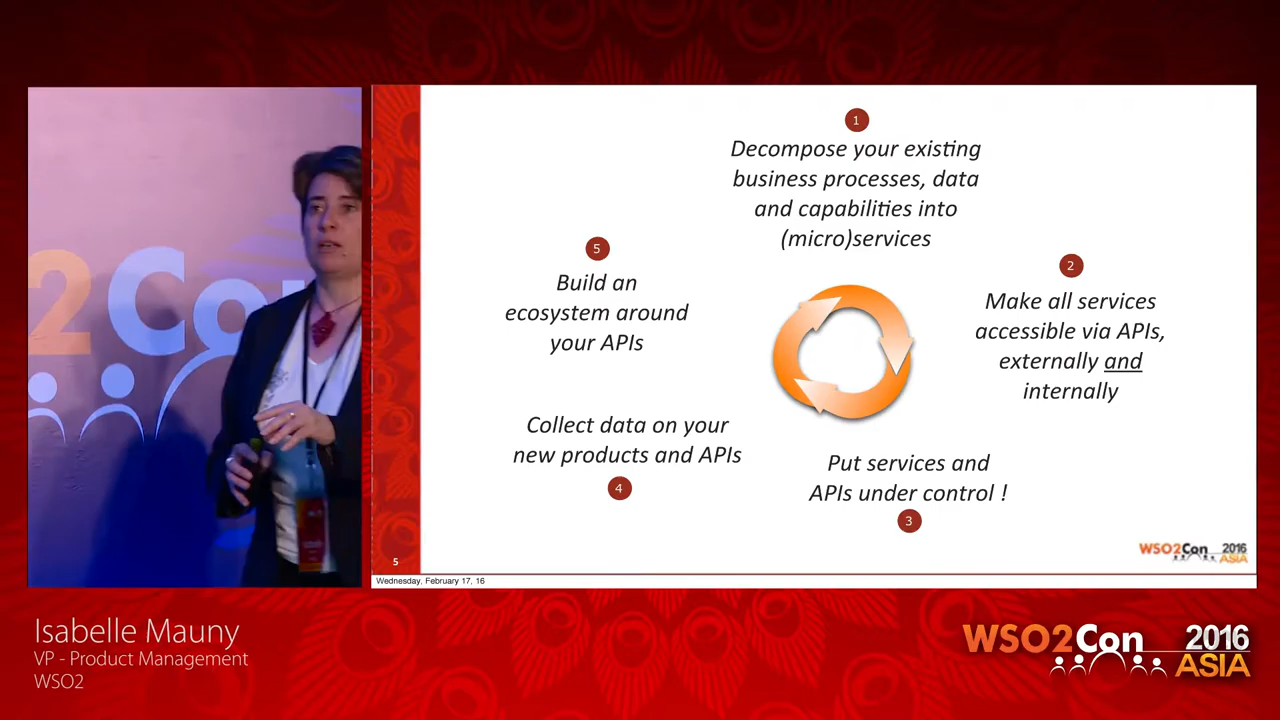 2Con
1
Decompose your existing
business processes, data
and capabilities into
(micro)services
2
Make all services
accessible via APIs,
externally and
internally
Put services and
APIs under control !
3
Collect data on your
new products and APIs
4
5
Build an
ecosystem around
your APIs
WSO2Con 2016
ASIA
5
Wednesday, February 17, 16
Isabelle Mauny
VP - Product Management
WSO2
WSO2Con 2016
ASIA